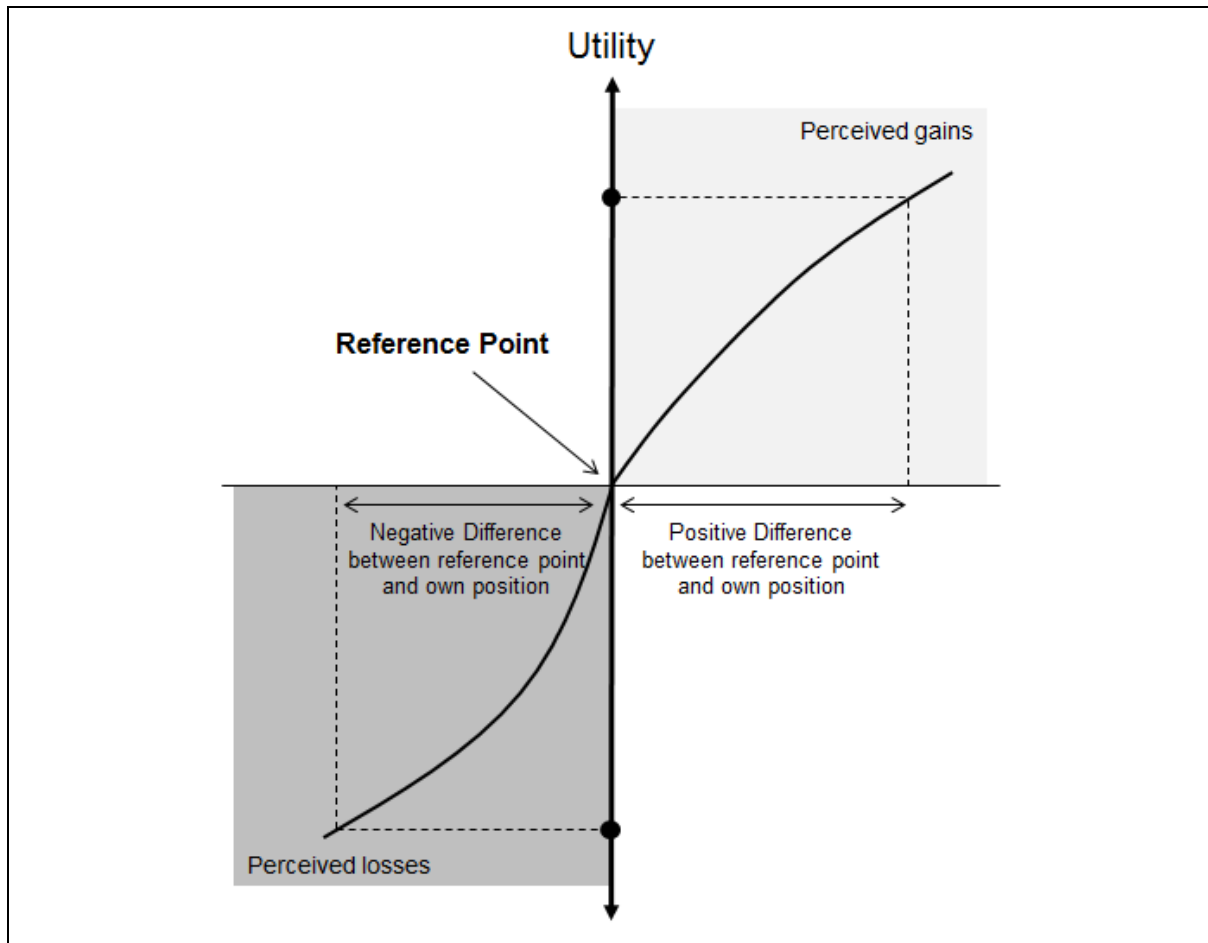 Utility
Perceived gains
Reference Point
Negative Difference
between reference point
and own position
Positive Difference
between reference point
and own position
Perceived losses